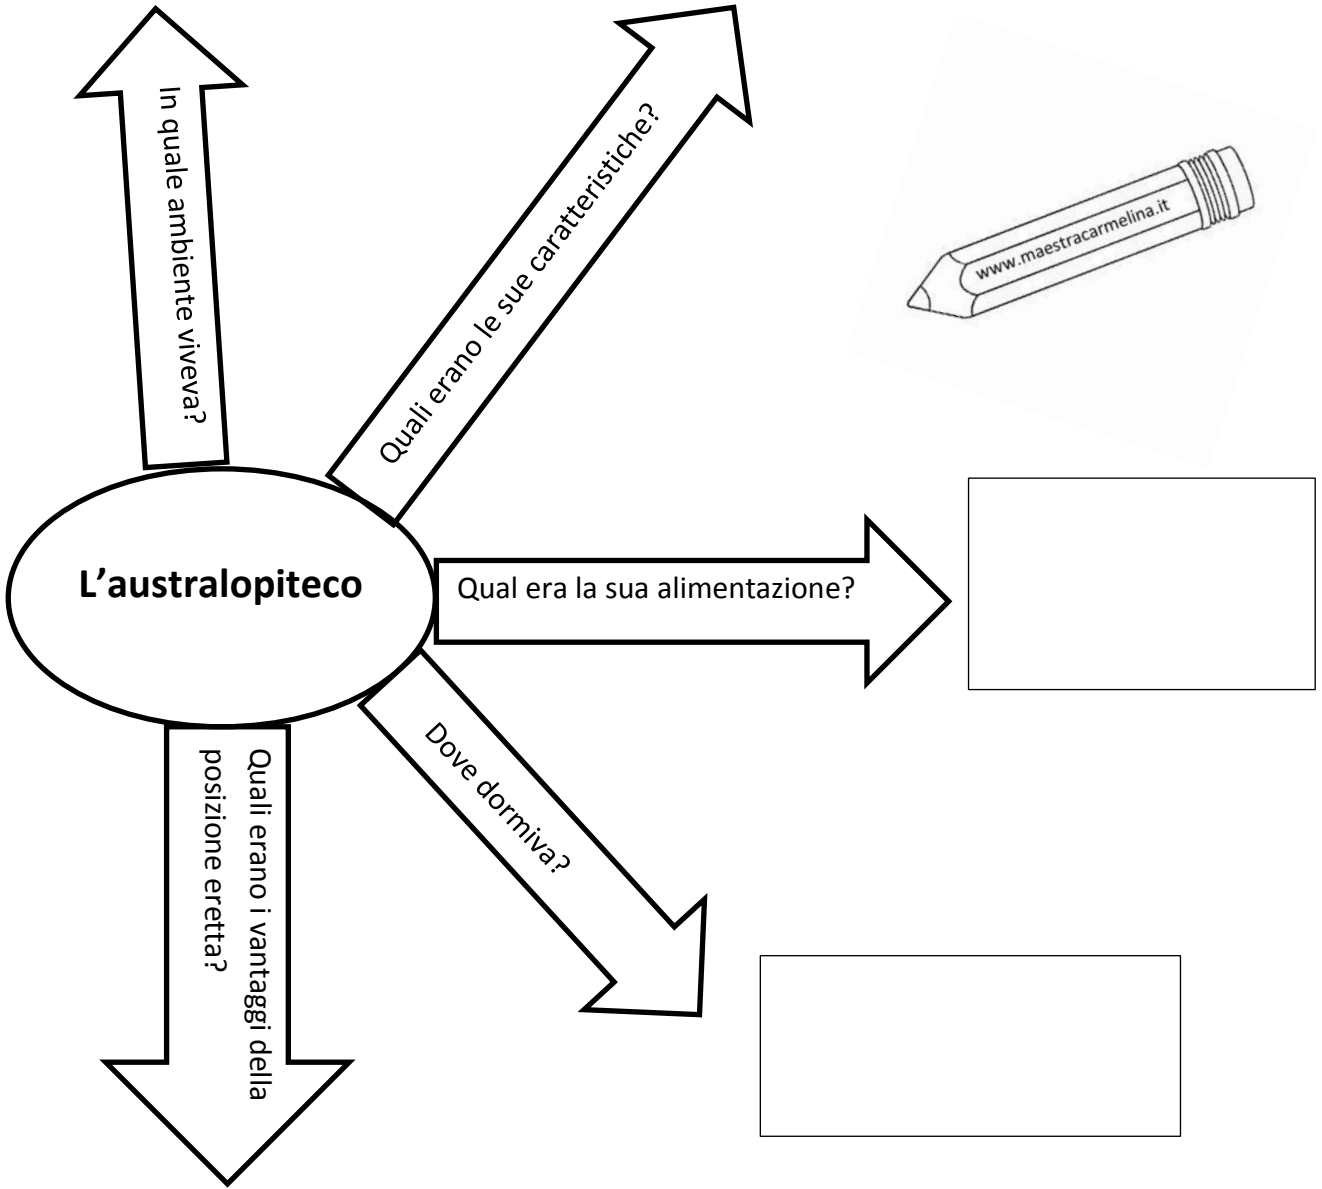 In quale ambiente viveva?
Quali erano le sue caratteristiche?
www.maestracarmelina.it
L’australopiteco
Qual era la sua alimentazione?
Dove dormiva?
Quali erano i vantaggi della
posizione eretta?